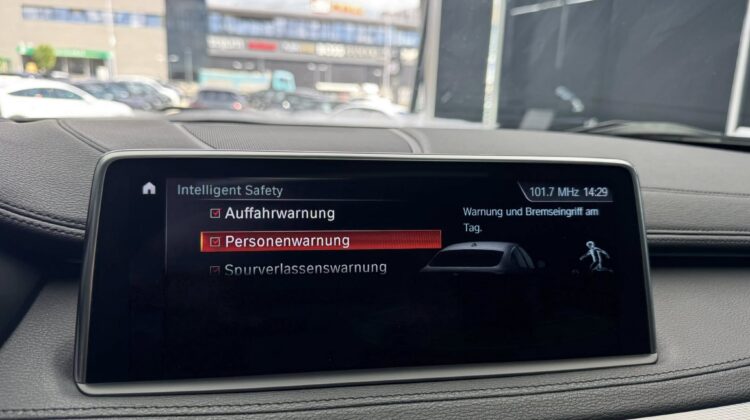 Intelligent Safety
101.7 MHz 14:29
Auffahrwarnung
Personenwarnung
Spurverlassenswarnung
Warnung und Bremseingriff am
Tag.